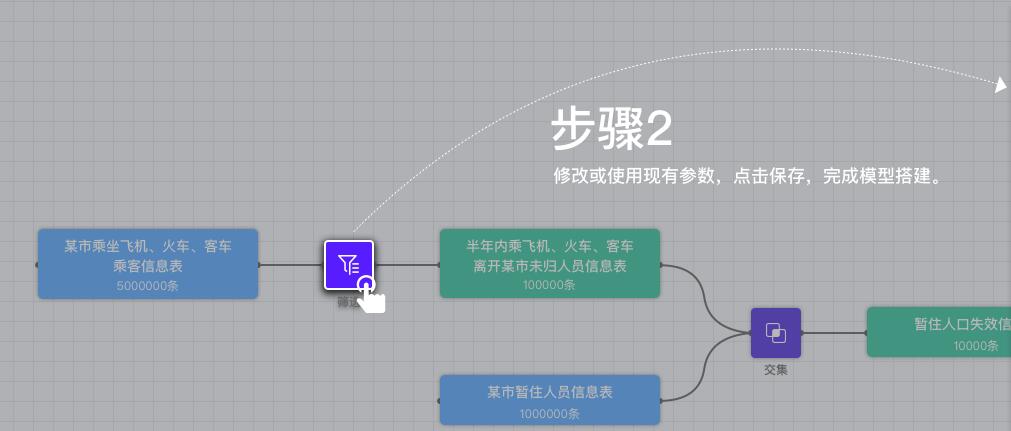 步骤2
修改或使用现有参数，点击保存，完成模型搭建。
某市乘坐飞机、火车、客车
乘客信息表
5000000条
筛
半年内乘飞机、火车、客车
离开某市未归人员信息表
100000条
交集
暂住人口失效信
10000条
某市暂住人员信息表
1000000条